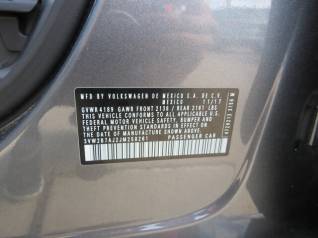 MFD BY VOLKSWAGEN DE MEXICO S.A. DE C.V.
MEXICO 11/17
GVWR 4189 GAWR FRONT 2138 / REAR 2161 LBS
THIS VEHICLE CONFORMS TO ALL APPLICABLE U.S.
FEDERAL MOTOR VEHICLE SAFETY, BUMPER,
AND THEFT PREVENTION STANDARDS IN EFFECT ON
THE DATE OF MANUFACTURE SHOWN ABOVE.
PASSENGER CAR